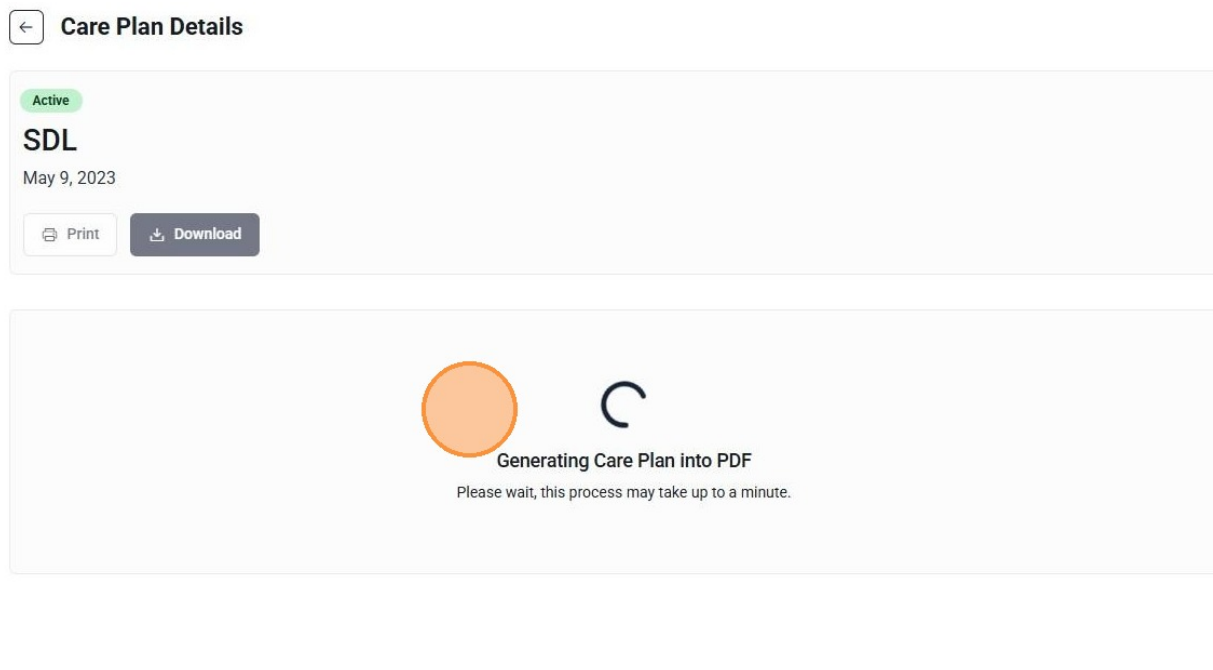 Care Plan Details
Active
SDL
May 9, 2023
Print
Download
Generating Care Plan into PDF
Please wait, this process may take up to a minute.